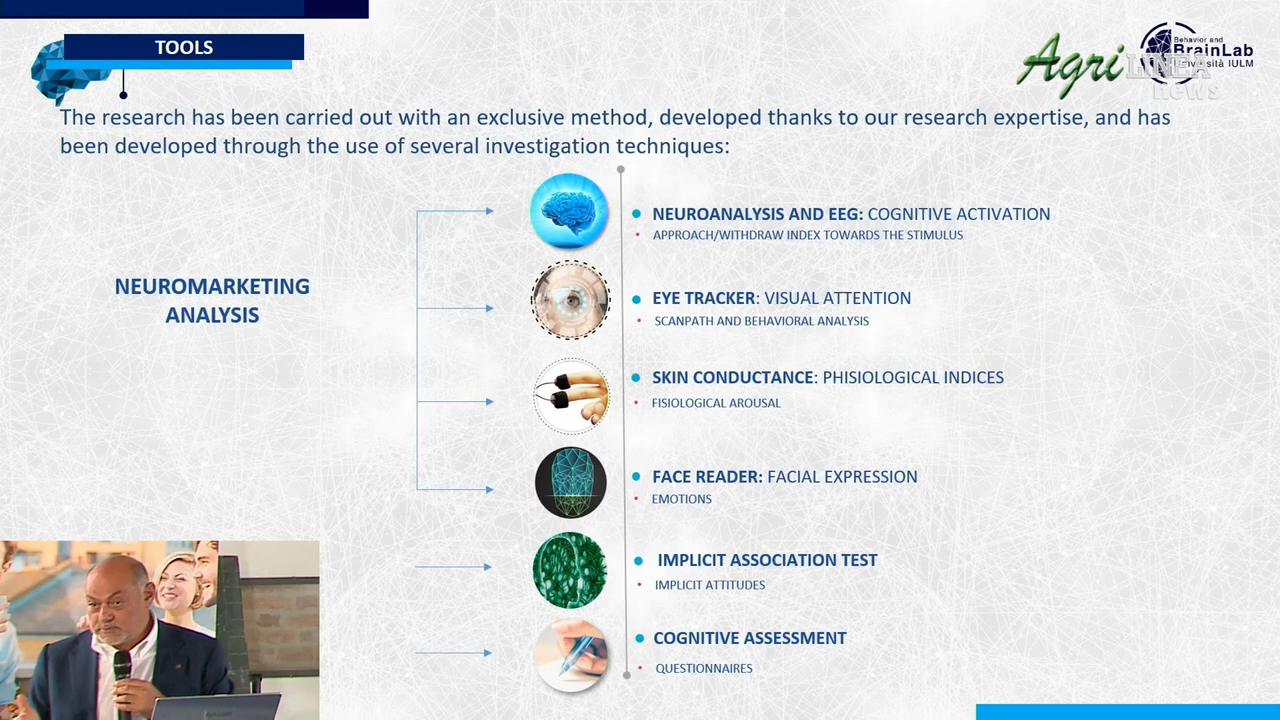 TOOLS
Agri LINEA
news
Behavior and
BrainLab
Università IULM
The research has been carried out with an exclusive method, developed thanks to our research expertise, and has
been developed through the use of several investigation techniques:
NEUROMARKETING
ANALYSIS
NEUROANALYSIS AND EEG: COGNITIVE ACTIVATION
APPROACH/WITHDRAW INDEX TOWARDS THE STIMULUS
EYE TRACKER: VISUAL ATTENTION
SCANPATH AND BEHAVIORAL ANALYSIS
SKIN CONDUCTANCE: PHISIOLOGICAL INDICES
FISIOLOGICAL AROUSAL
FACE READER: FACIAL EXPRESSION
EMOTIONS
IMPLICIT ASSOCIATION TEST
IMPLICIT ATTITUDES
COGNITIVE ASSESSMENT
QUESTIONNAIRES